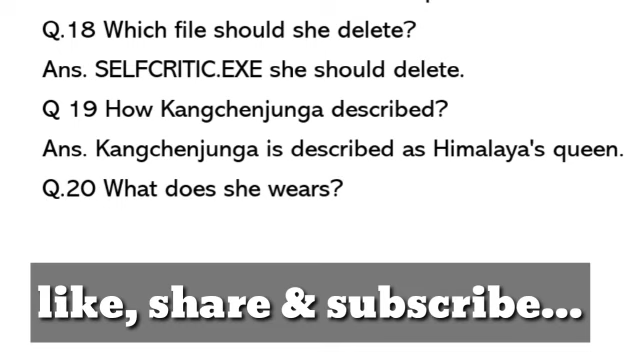 Q.18 Which file should she delete?
Ans. SELFCRITIC.EXE she should delete.
Q 19 How Kangchenjunga described?
Ans. Kangchenjunga is described as Himalaya's queen.
Q.20 What does she wears?
like, share & subscribe...